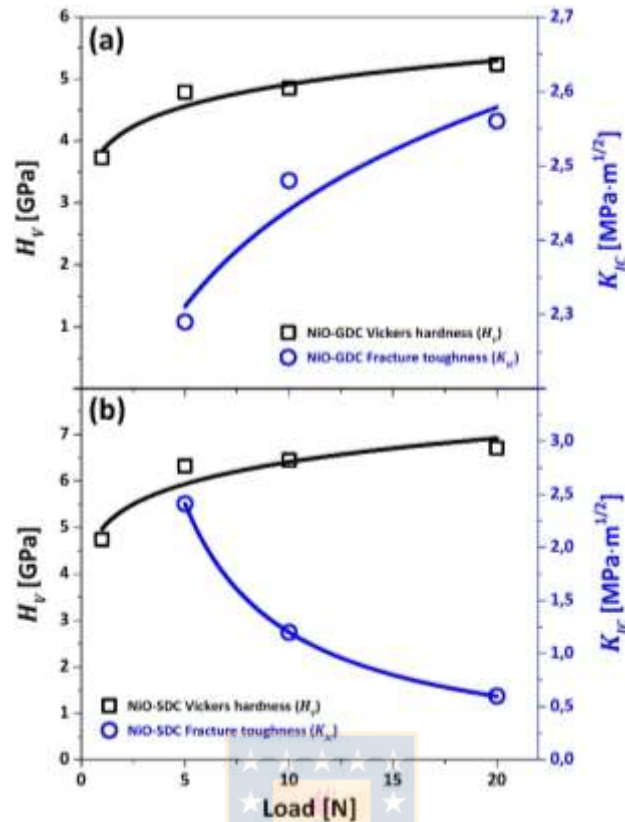 (a)
6
5
4
3
2
1
H_V [GPa]
2,7
2,6
2,5
2,4
2,3
K_IC [MPa·m^1/2]
NiO-GDC Vickers hardness (H_V)
NiO-GDC Fracture toughness (K_IC)
(b)
7
6
5
4
3
2
1
0
H_V [GPa]
3,0
2,5
2,0
1,5
1,0
0,5
0,0
K_IC [MPa·m^1/2]
NiO-SDC Vickers hardness (H_V)
NiO-SDC Fracture toughness (K_IC)
0 5 10 15 20
Load [N]